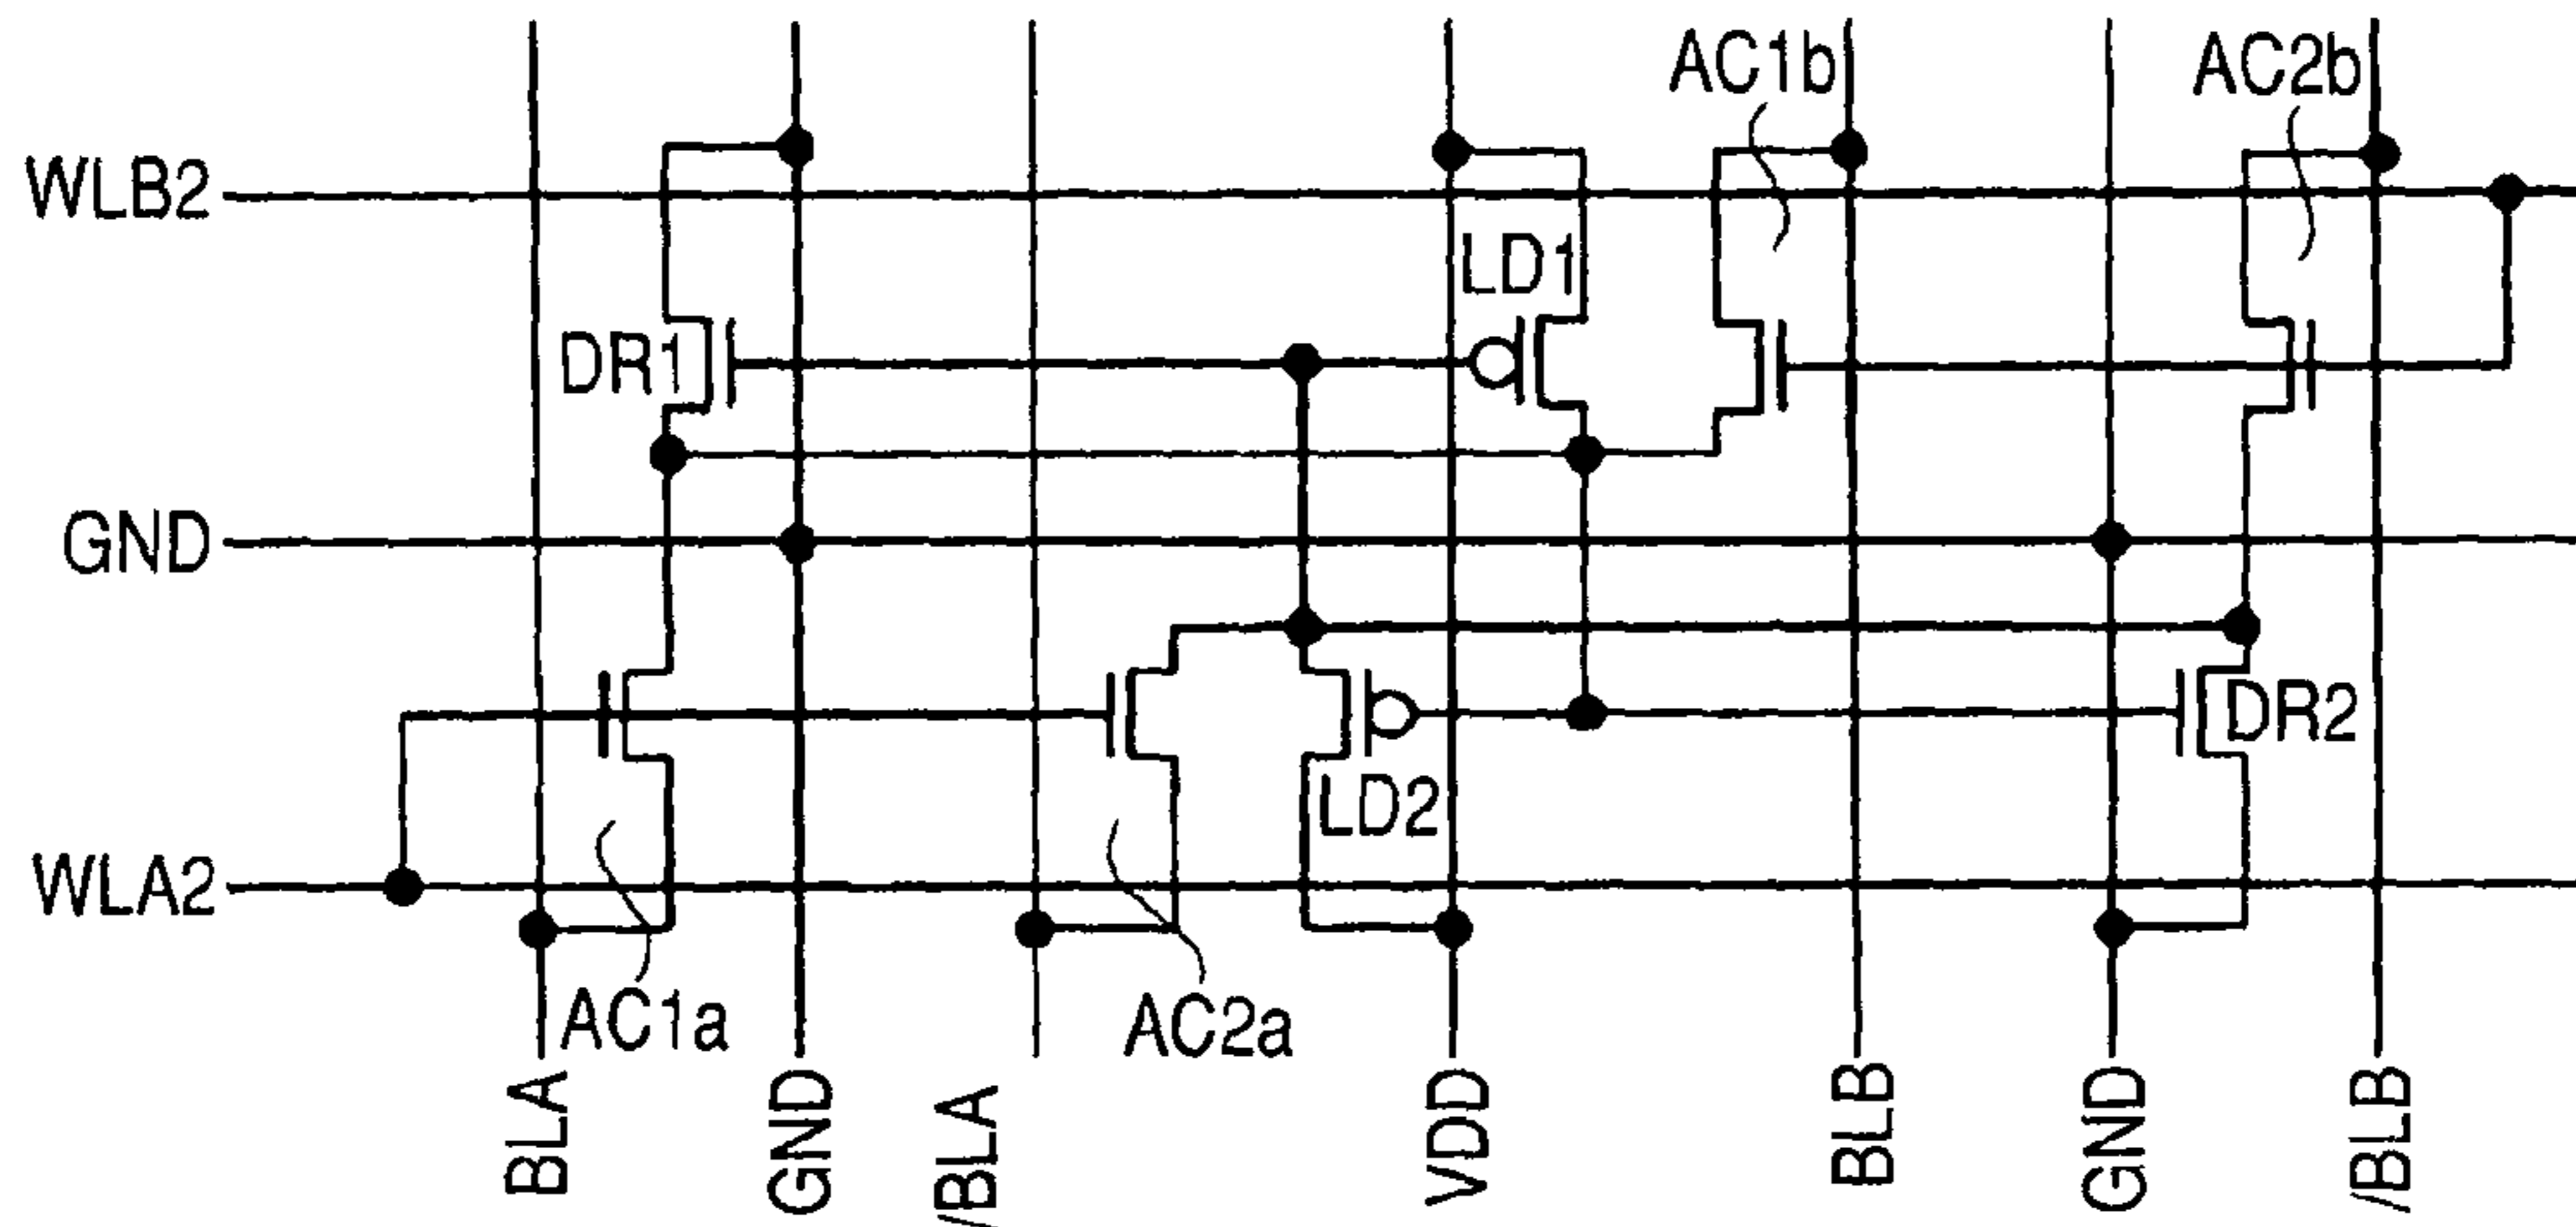 AC1b
AC2b
WLB2
LD1
DR1
GND
DR2
LD2
WLA2
AC1a
AC2a
BLA
GND
/BLA
VDD
BLB
GND
/BLB